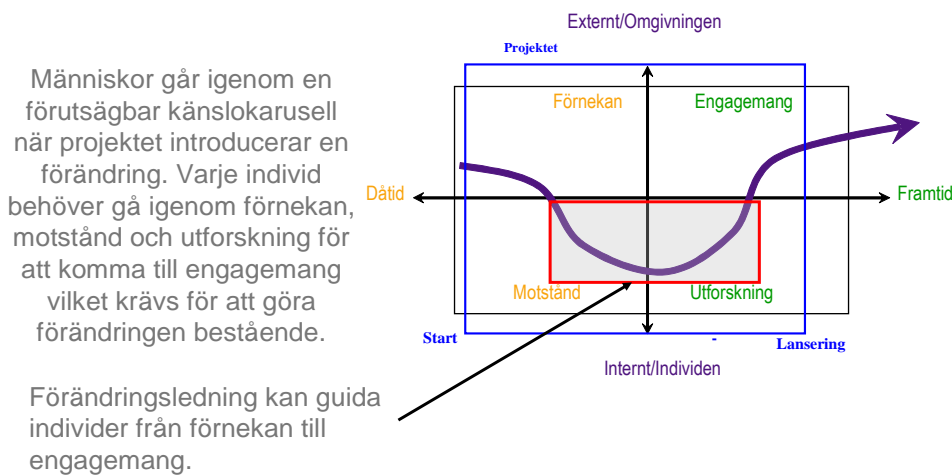 Människor går igenom en
förutsägbar känslokarusell
när projektet introducerar en
förändring. Varje individ
behöver gå igenom förnekan,
motstånd och utforskning för
att komma till engagemang
vilket krävs för att göra
förändringen bestående.
Förändringsledning kan guida
individer från förnekan till
engagemang.
Externt/Omgivningen
Projektet
Förnekan
Engagemang
Dåtid
Framtid
Motstånd
Utforskning
Start
-
Lansering
Internt/Individen